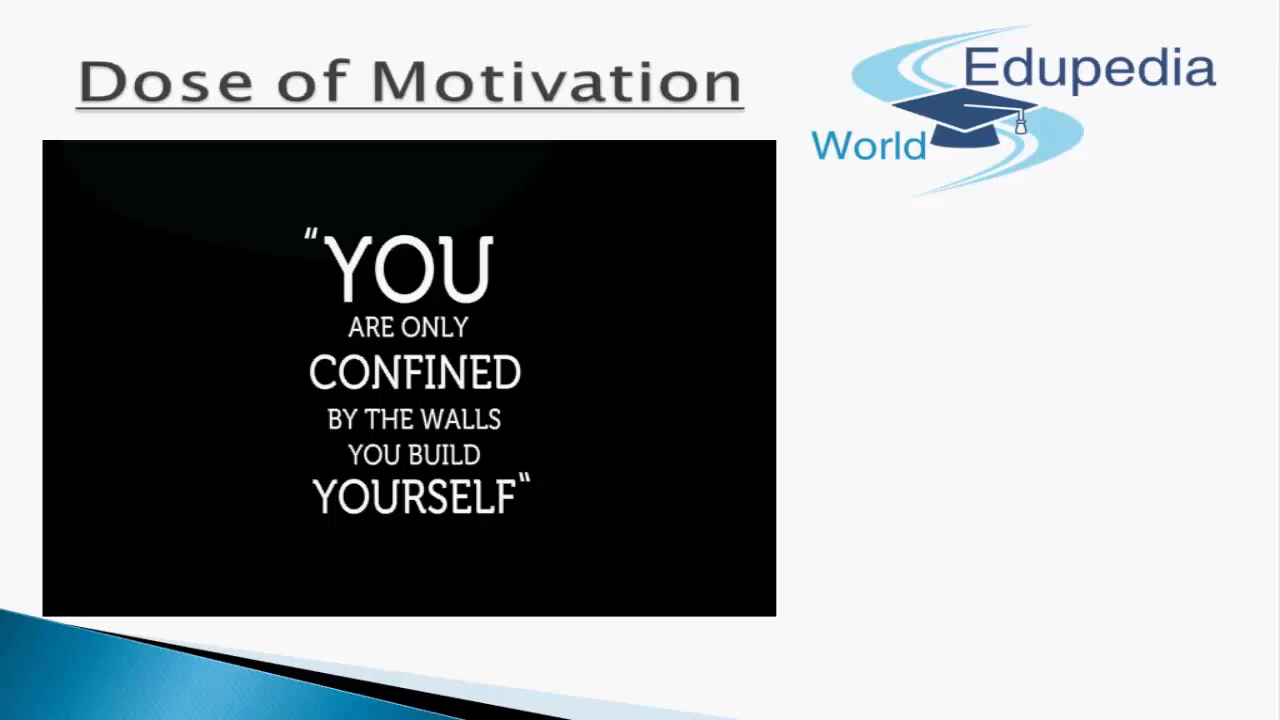 Dose of Motivation
Edupedia
World
“YOU
ARE ONLY
CONFINED
BY THE WALLS
YOU BUILD
YOURSELF“